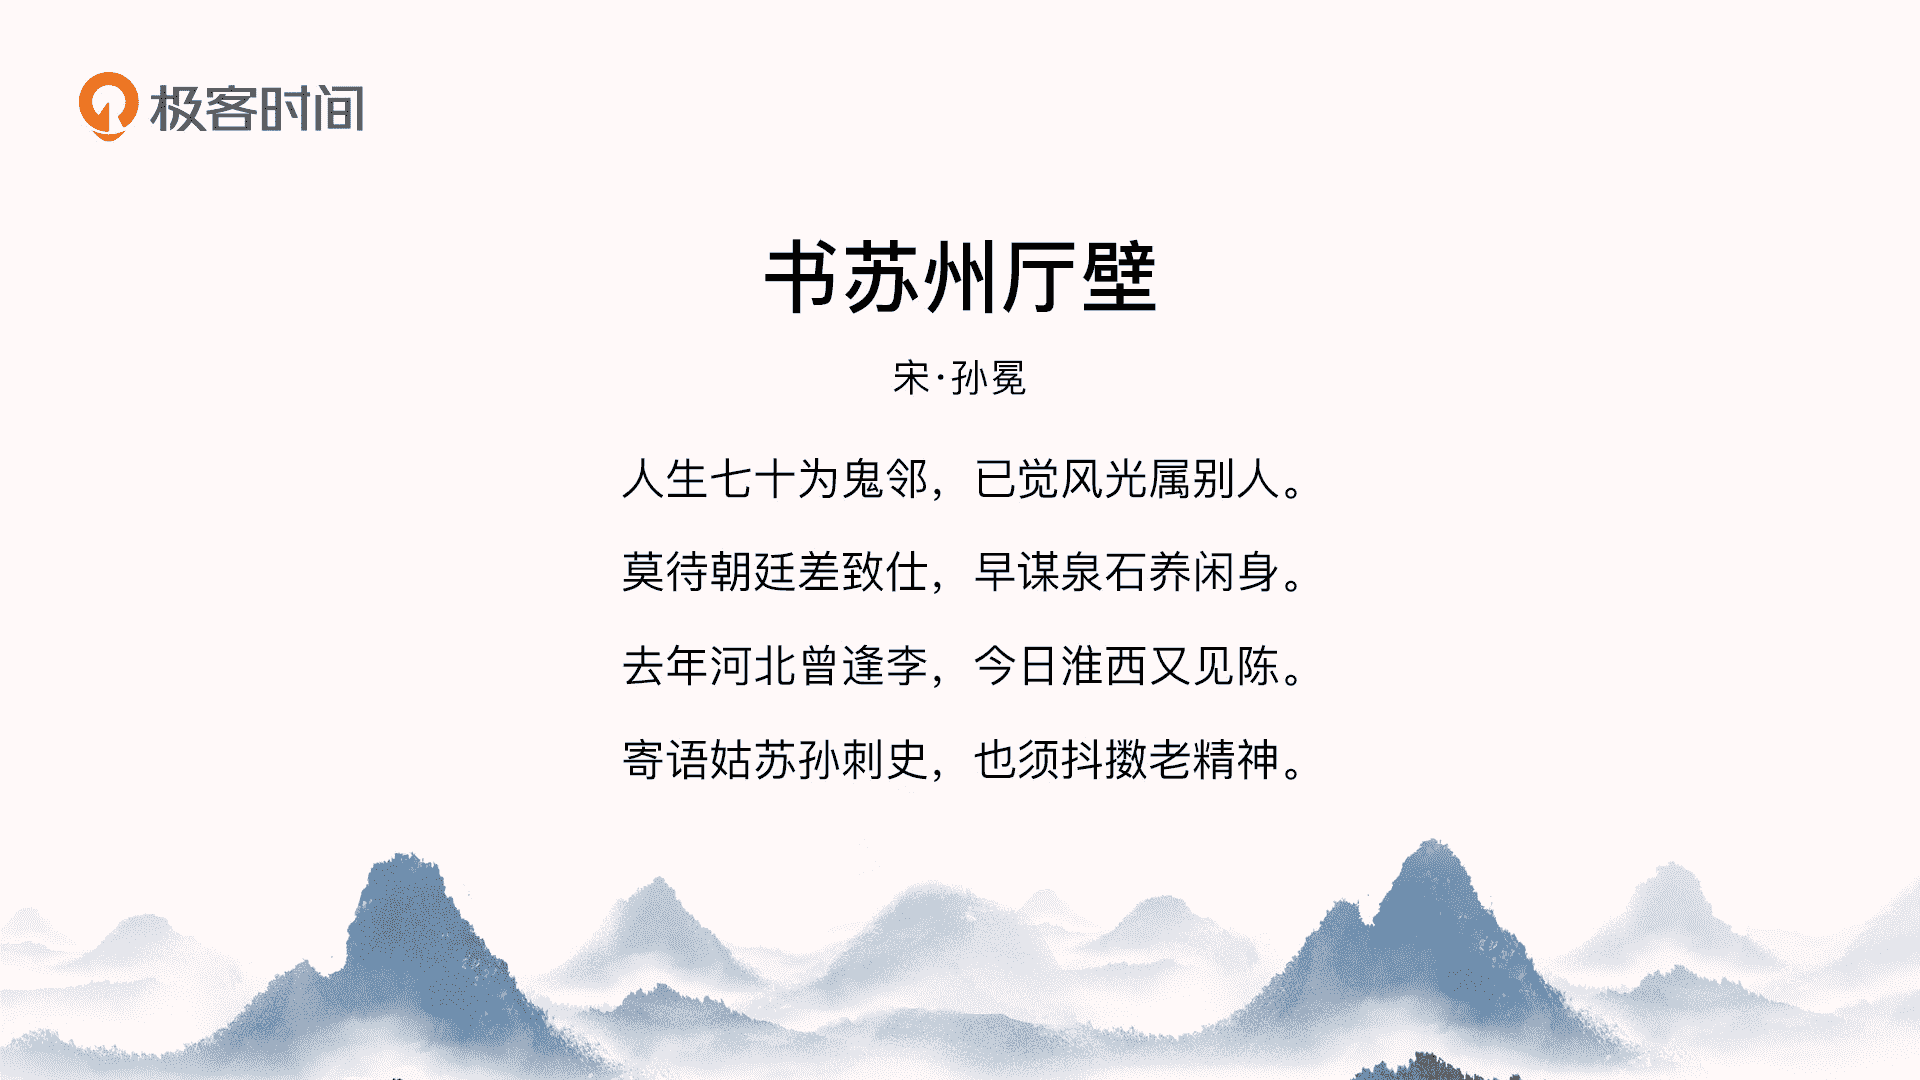 极客时间
书苏州厅壁
宋·孙冕
人生七十为鬼邻，已觉风光属别人。
莫待朝廷差致仕，早谋泉石养闲身。
去年河北曾逢李，今日淮西又见陈。
寄语姑苏孙刺史，也须抖擞老精神。